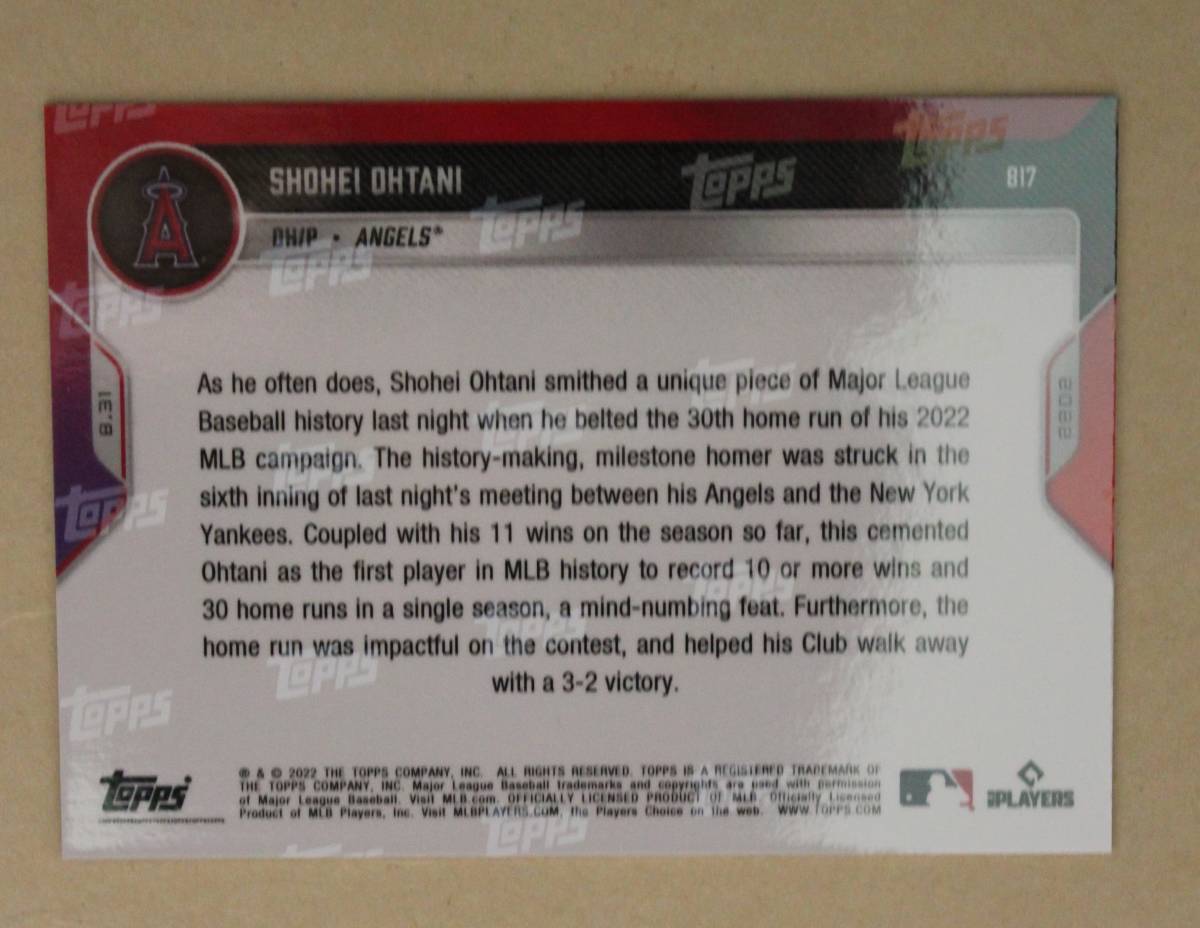 SHOHEI OHTANI
817
DH/P • ANGELS®
8.31
2022
As he often does, Shohei Ohtani smithed a unique piece of Major League
Baseball history last night when he belted the 30th home run of his 2022
MLB campaign. The history-making, milestone homer was struck in the
sixth inning of last night's meeting between his Angels and the New York
Yankees. Coupled with his 11 wins on the season so far, this cemented
Ohtani as the first player in MLB history to record 10 or more wins and
30 home runs in a single season, a mind-numbing feat. Furthermore, the
home run was impactful on the contest, and helped his Club walk away
with a 3-2 victory.
TOPPS
® & © 2022 THE TOPPS COMPANY, INC. ALL RIGHTS RESERVED. TOPPS IS A REGISTERED TRADEMARK OF
THE TOPPS COMPANY, INC. Major League Baseball trademarks and copyrights are used with permission
of Major League Baseball. Visit MLB.com. OFFICIALLY LICENSED PRODUCT OF MLB Officially Licensed
Product of MLB Players, Inc. Visit MLBPLAYERS.COM, the Players Choice on the web. WWW.TOPPS.COM
PLAYERS